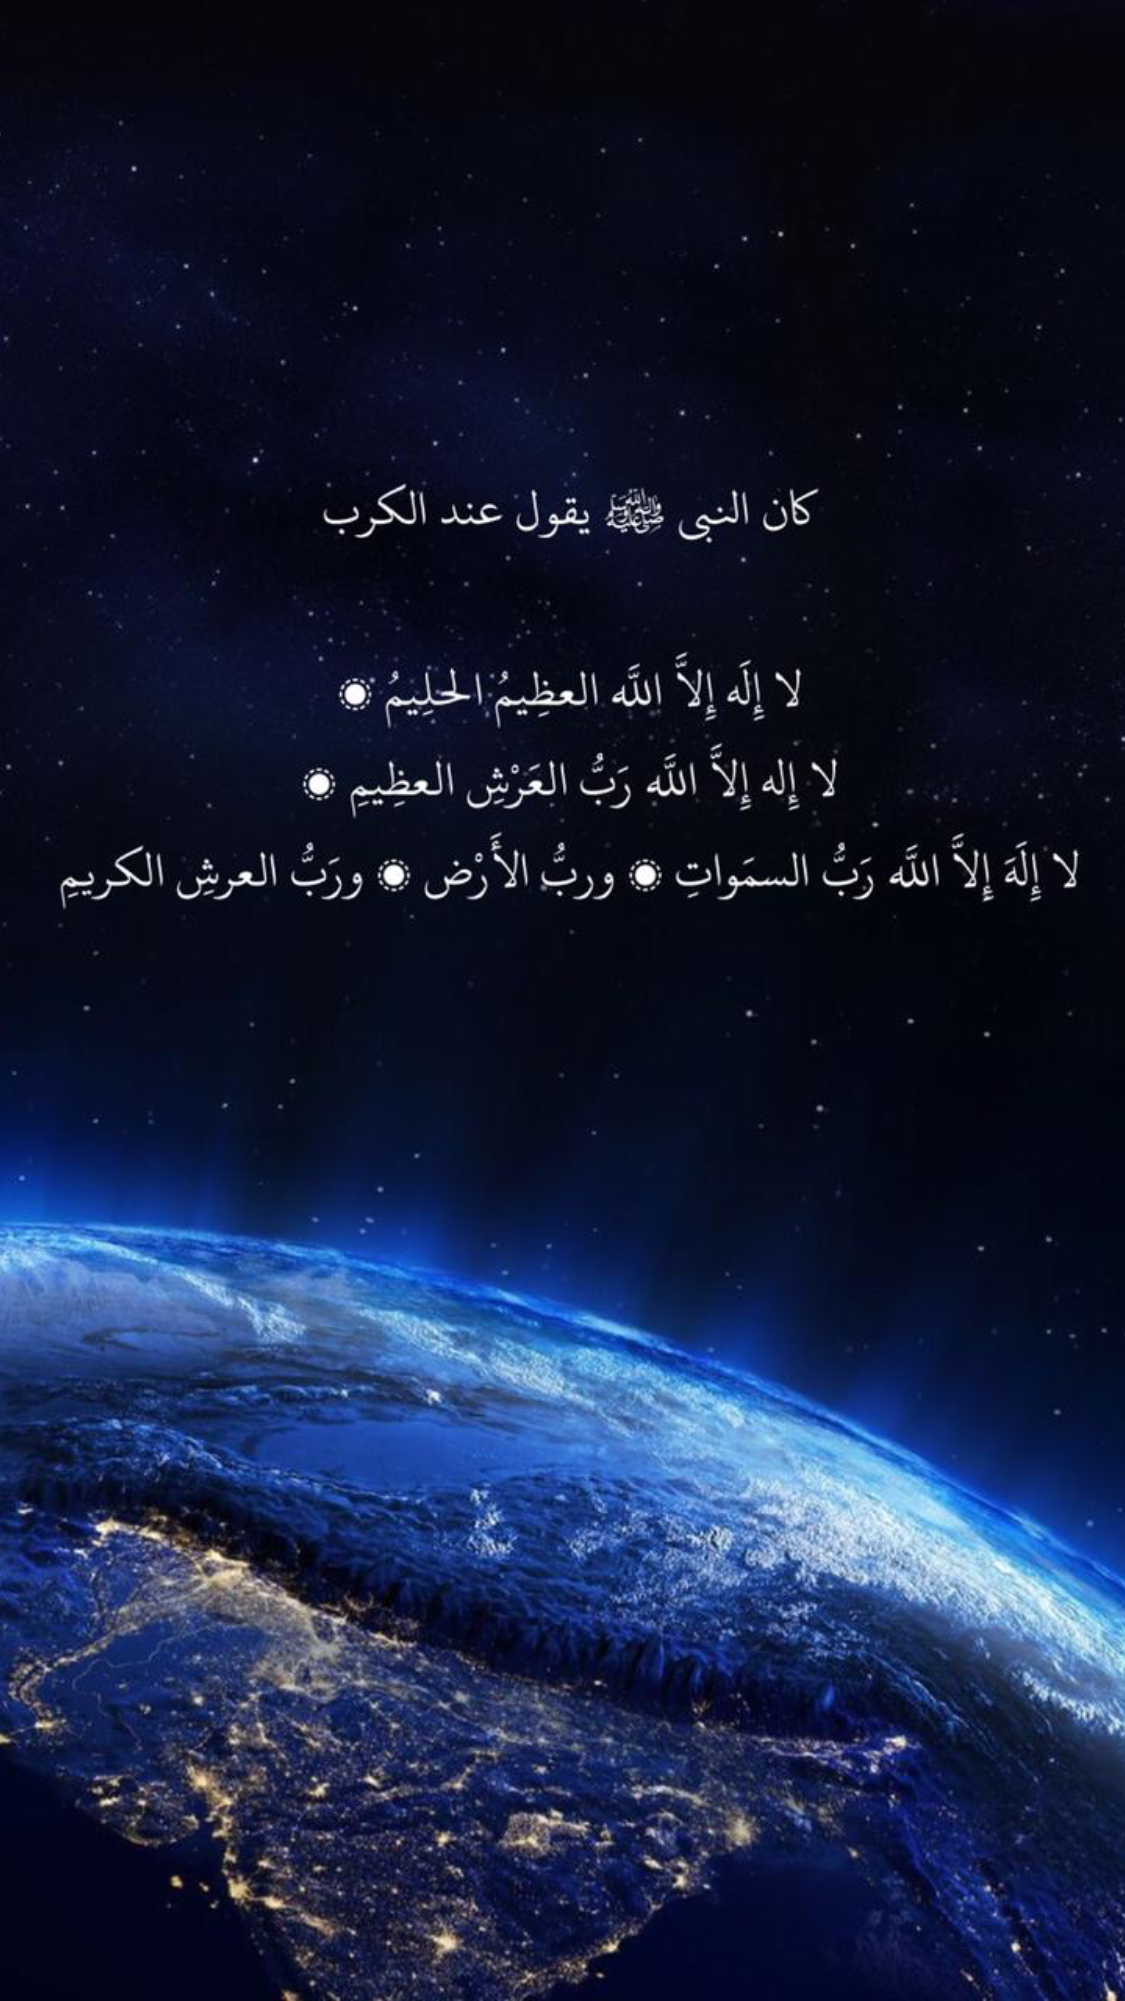 كان النبى ﷺ يقول عند الكرب
لا إِلَه إِلاَّ اللَّه العظِيمُ الحلِيمُ ۞
لا إِله إِلاَّ اللَّه رَبُّ العَرْشِ العظِيمِ ۞
لا إِلَهَ إِلاَّ اللَّه رَبُّ السمَواتِ ۞ وربُّ الأَرْض ۞ ورَبُّ العرشِ الكريمِ